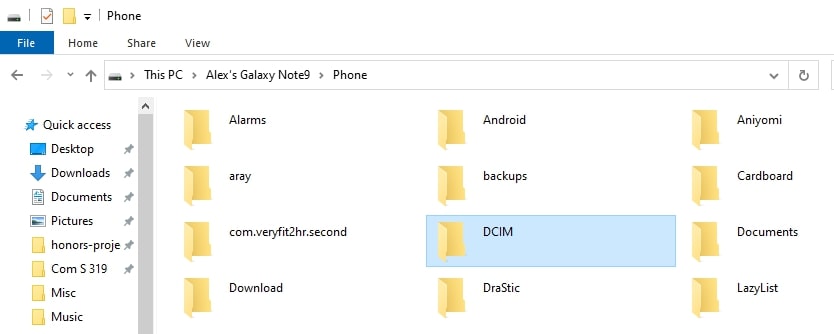 Phone
File
Home
Share
View
This PC
Alex's Galaxy Note9
Phone
Quick access
Desktop
Downloads
Documents
Pictures
honors-proje
Com S 319
Misc
Music
Alarms
Android
Aniyomi
aray
backups
Cardboard
com.veryfit2hr.second
DCIM
Documents
Download
DraStic
LazyList